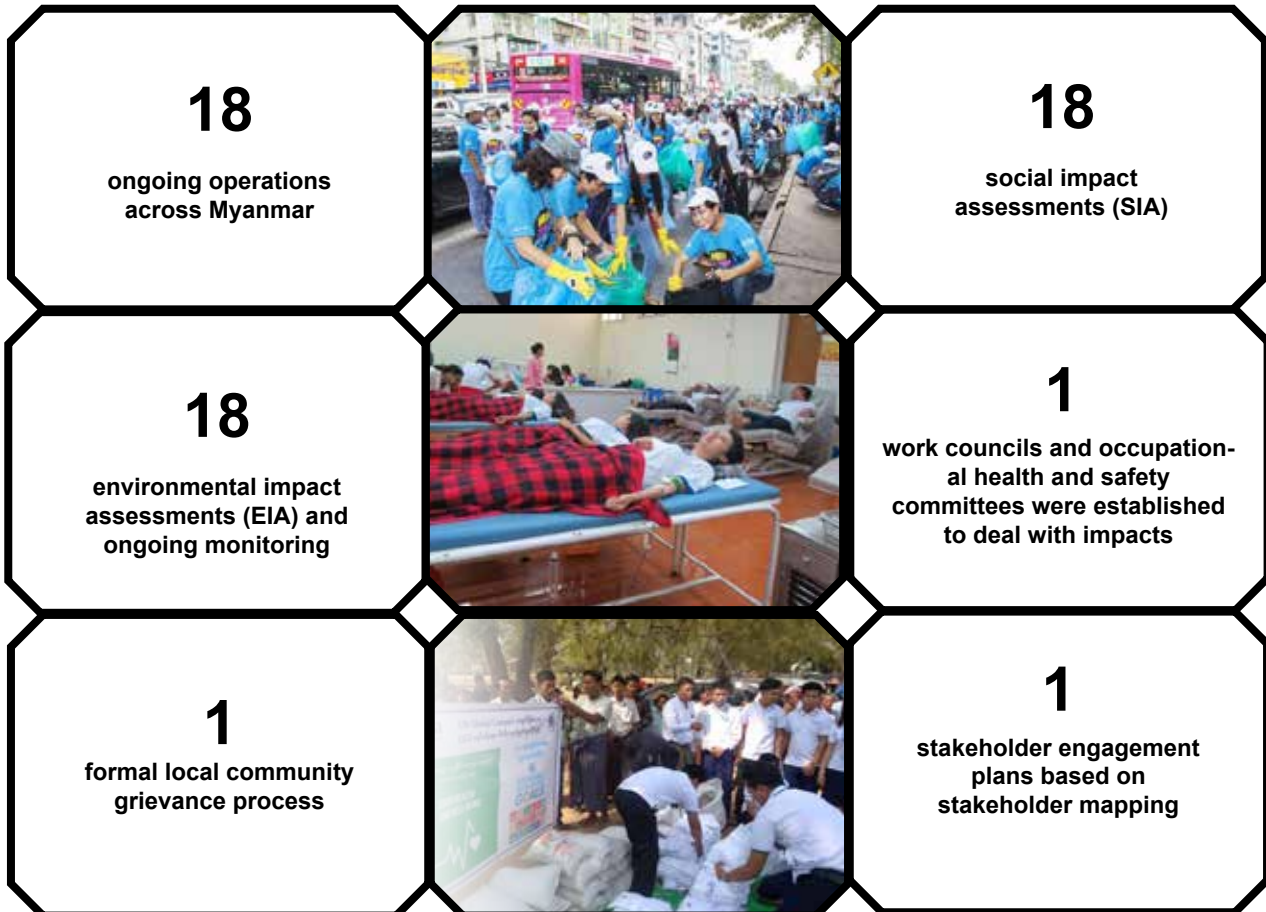 18
ongoing operations
across Myanmar
18
social impact
assessments (SIA)
18
environmental impact
assessments (EIA) and
ongoing monitoring
1
work councils and occupation-
al health and safety
committees were established
to deal with impacts
1
formal local community
grievance process
GOALS
1
stakeholder engagement
plans based on
stakeholder mapping